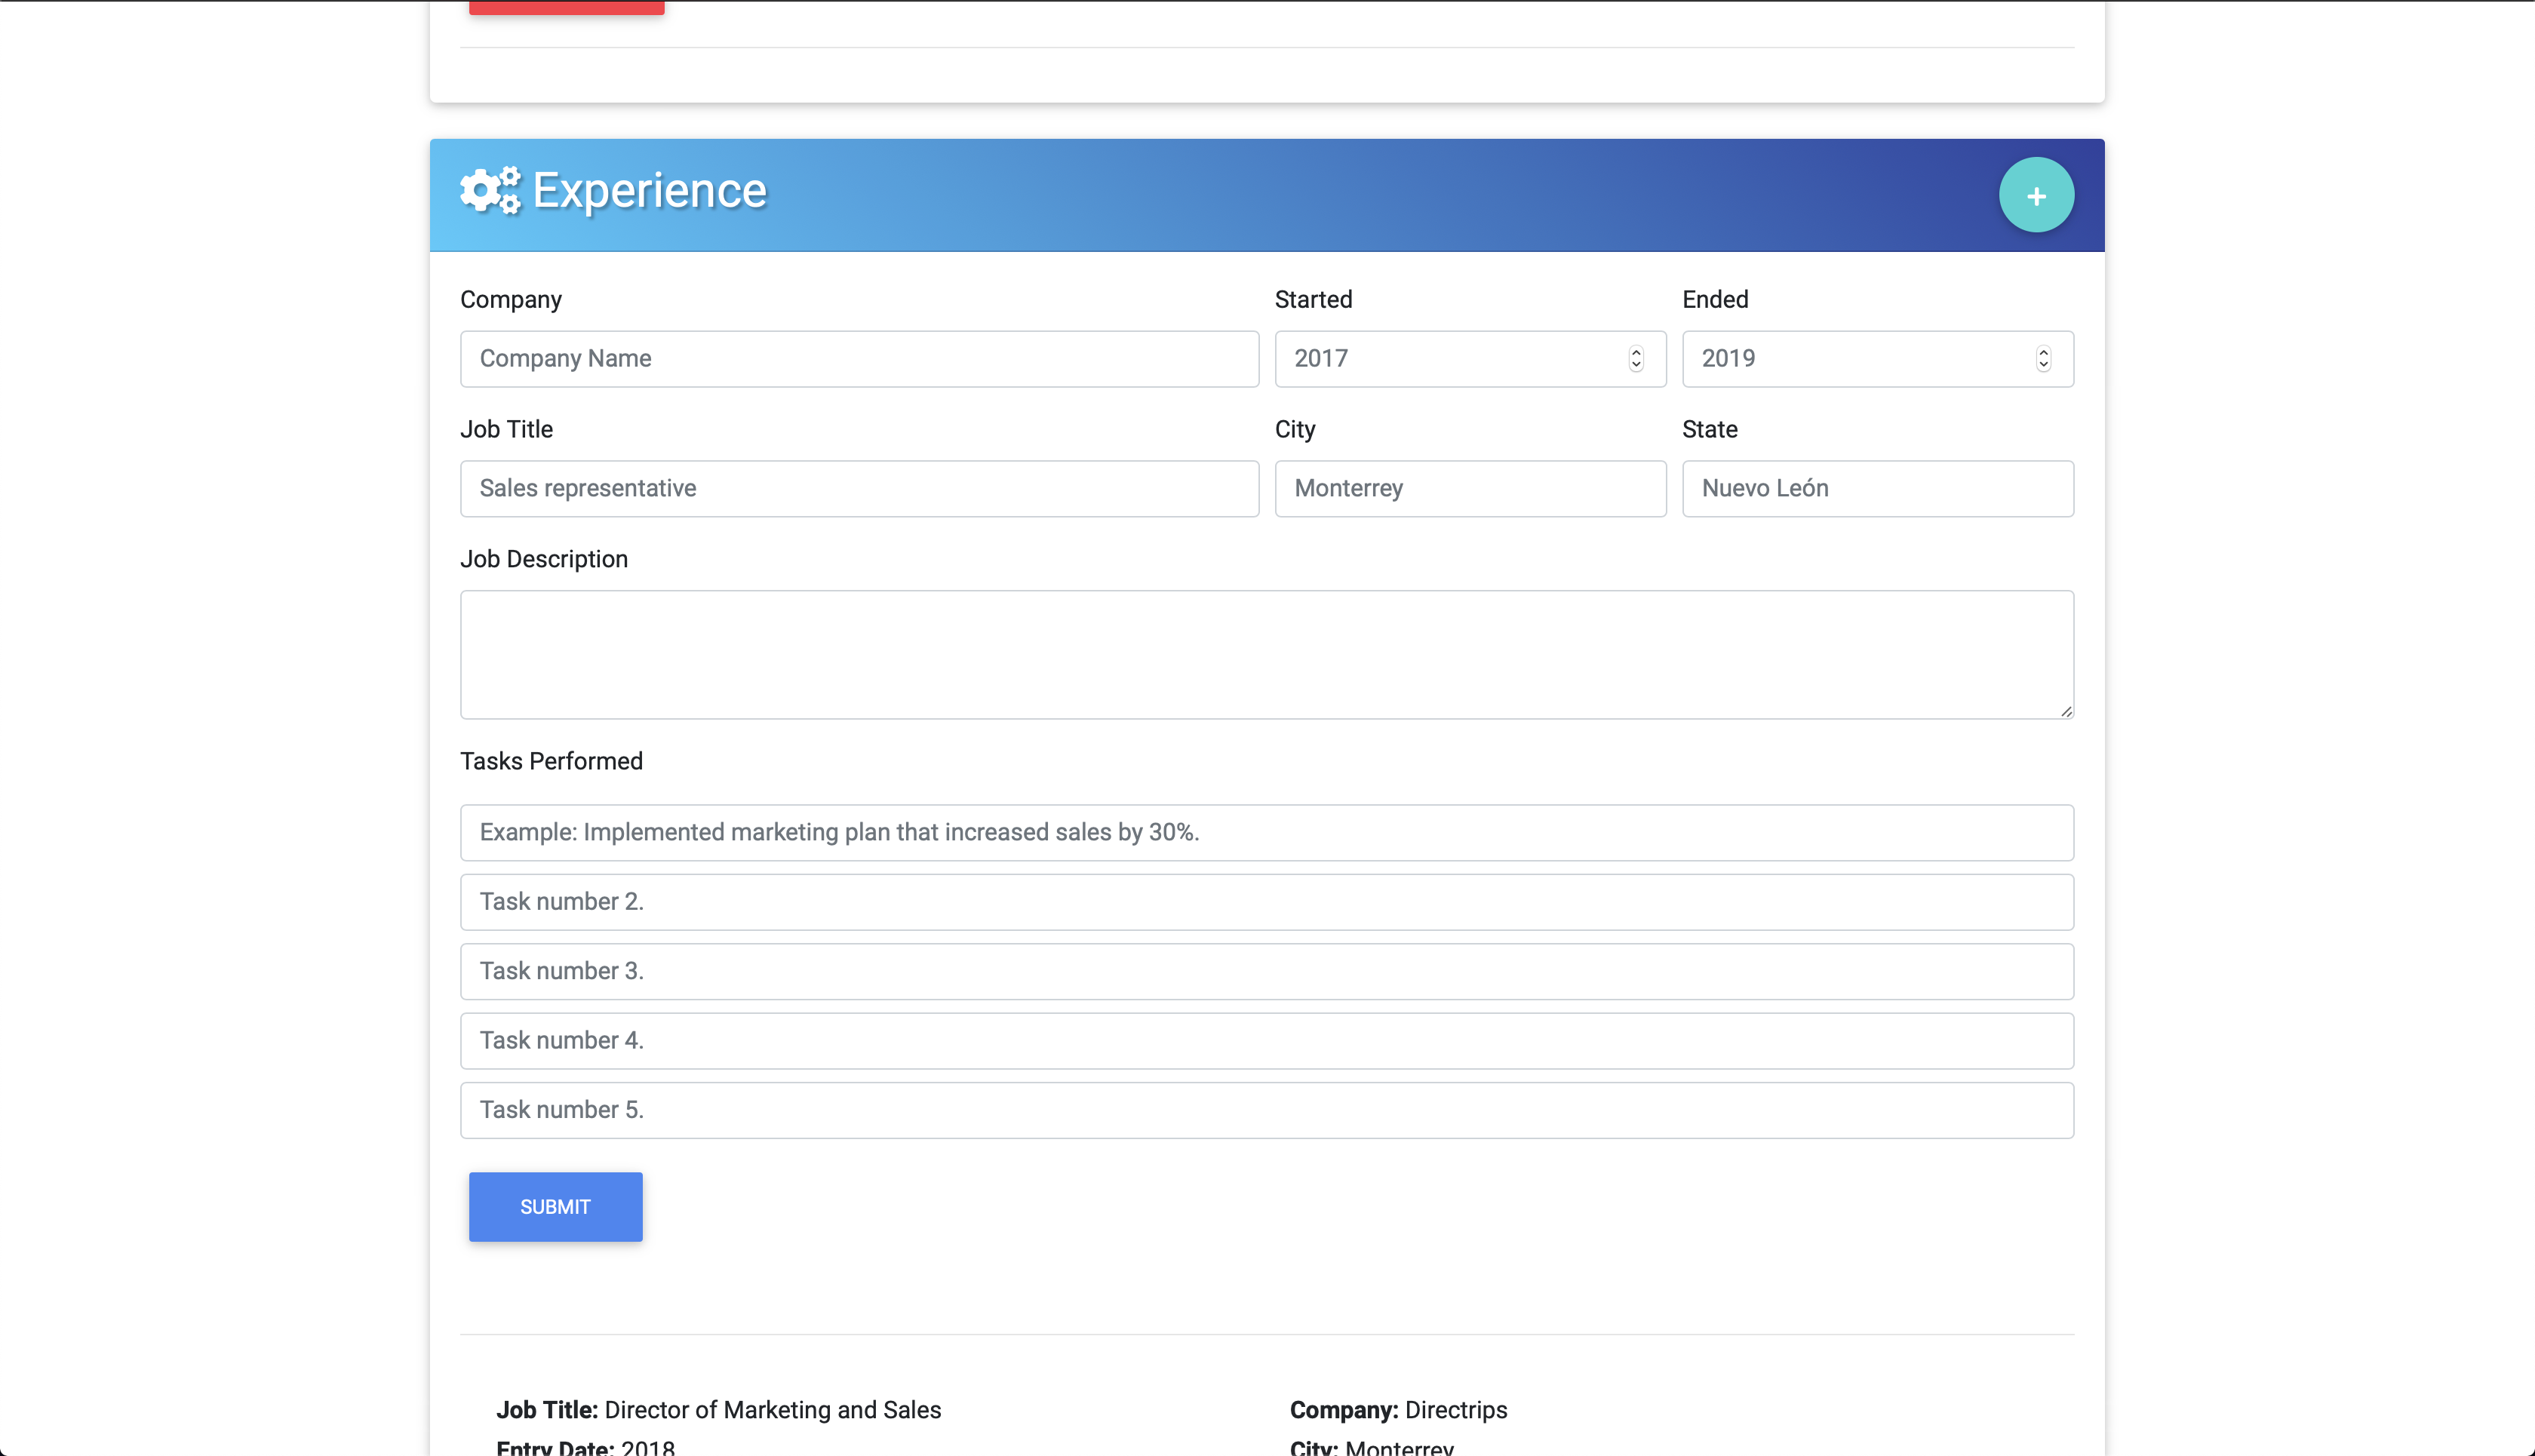 Experience
+
Company Started Ended
Company Name 2017 2019
Job Title City State
Sales representative Monterrey Nuevo León
Job Description
Tasks Performed
Example: Implemented marketing plan that increased sales by 30%.
Task number 2.
Task number 3.
Task number 4.
Task number 5.
SUBMIT
Job Title: Director of Marketing and Sales Company: Directrips
Entry Date: 2018 City: Monterrey